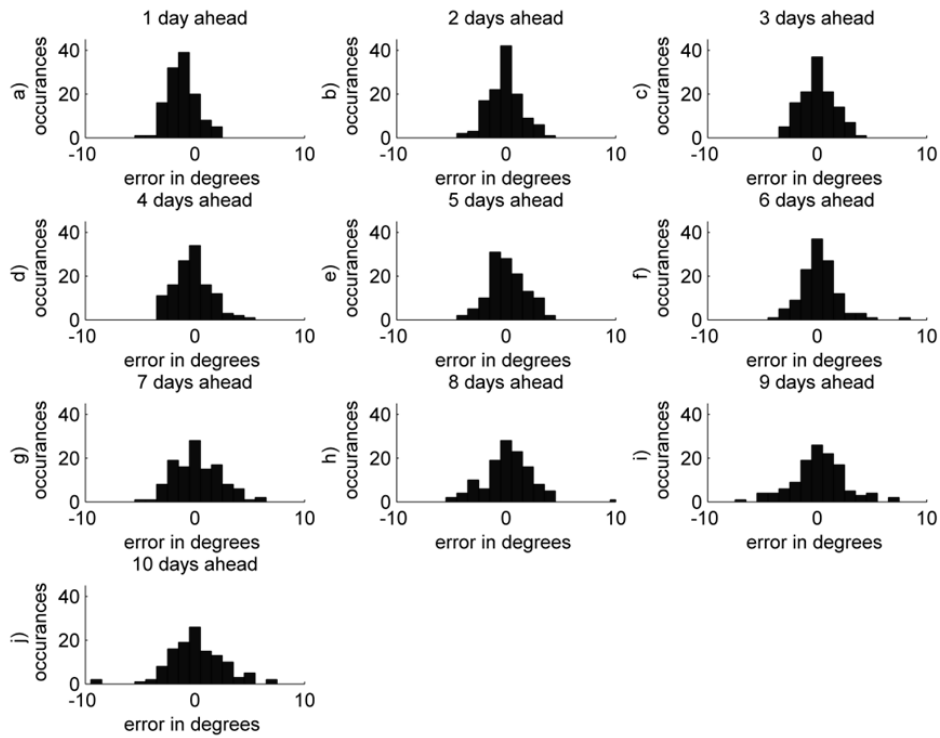 1 day ahead
a)
occurances
40
20
0
-10 0 10
error in degrees
2 days ahead
b)
occurances
40
20
0
-10 0 10
error in degrees
3 days ahead
c)
occurances
40
20
0
-10 0 10
error in degrees
4 days ahead
d)
occurances
40
20
0
-10 0 10
error in degrees
5 days ahead
e)
occurances
40
20
0
-10 0 10
error in degrees
6 days ahead
f)
occurances
40
20
0
-10 0 10
error in degrees
7 days ahead
g)
occurances
40
20
0
-10 0 10
error in degrees
8 days ahead
h)
occurances
40
20
0
-10 0 10
error in degrees
9 days ahead
i)
occurances
40
20
0
-10 0 10
error in degrees
10 days ahead
j)
occurances
40
20
0
-10 0 10
error in degrees